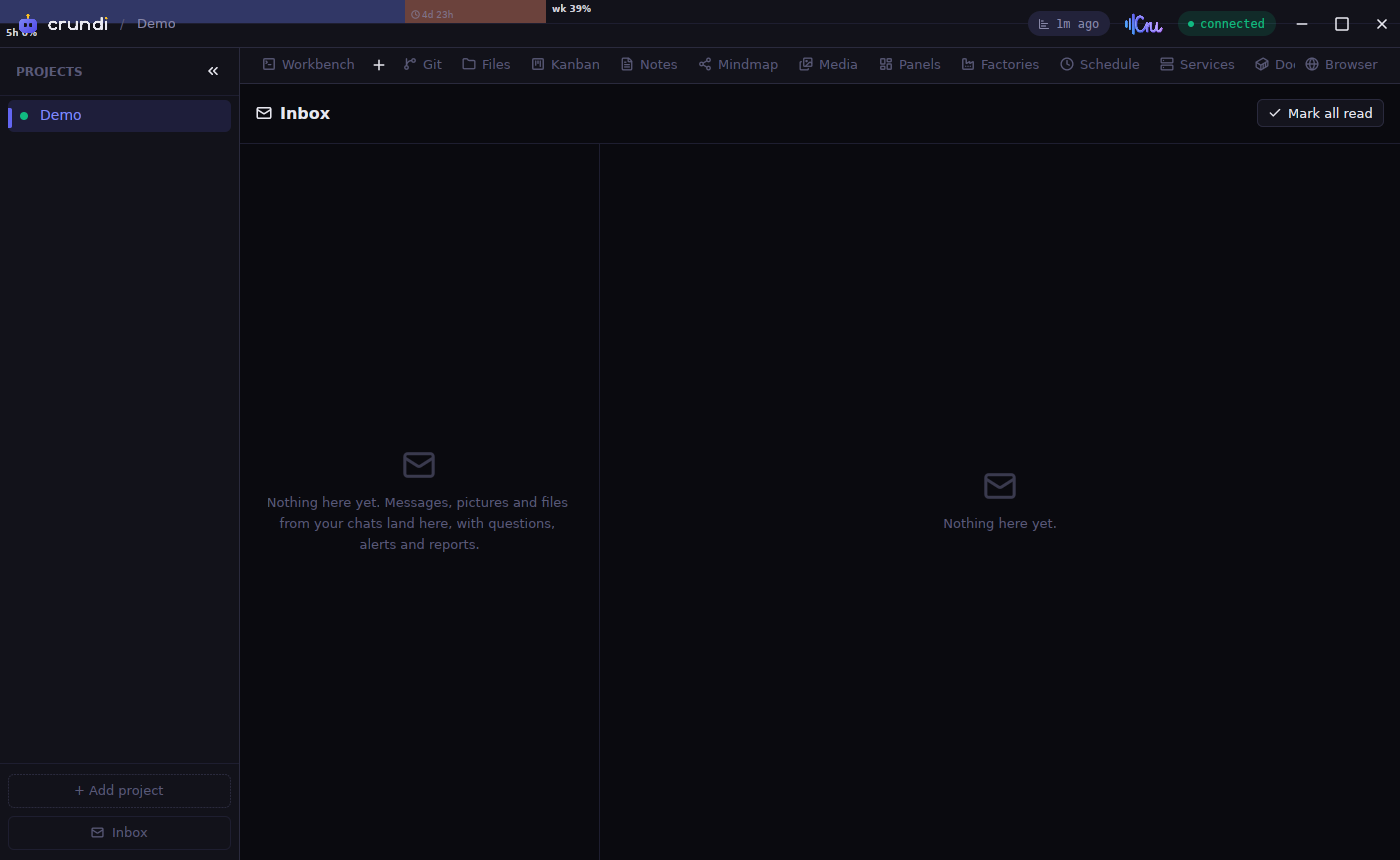 4d 23h
wk 39%
crundi / Demo
1m ago
Cru
connected
PROJECTS
Workbench
Git
Files
Kanban
Notes
Mindmap
Media
Panels
Factories
Schedule
Services
Browser
Demo
Inbox
Mark all read
Nothing here yet. Messages, pictures and files
from your chats land here, with questions,
alerts and reports.
Nothing here yet.
+ Add project
Inbox